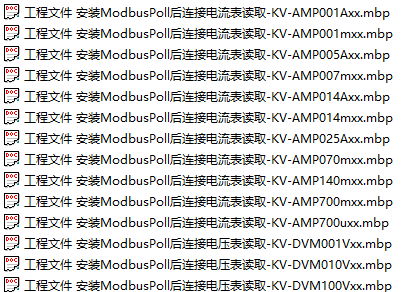 工程文件 安装ModbusPoll后连接电流表读取-KV-AMP001Axx.mbp
工程文件 安装ModbusPoll后连接电流表读取-KV-AMP001mxx.mbp
工程文件 安装ModbusPoll后连接电流表读取-KV-AMP005Axx.mbp
工程文件 安装ModbusPoll后连接电流表读取-KV-AMP007mxx.mbp
工程文件 安装ModbusPoll后连接电流表读取-KV-AMP014Axx.mbp
工程文件 安装ModbusPoll后连接电流表读取-KV-AMP014mxx.mbp
工程文件 安装ModbusPoll后连接电流表读取-KV-AMP025Axx.mbp
工程文件 安装ModbusPoll后连接电流表读取-KV-AMP070mxx.mbp
工程文件 安装ModbusPoll后连接电流表读取-KV-AMP140mxx.mbp
工程文件 安装ModbusPoll后连接电流表读取-KV-AMP700mxx.mbp
工程文件 安装ModbusPoll后连接电流表读取-KV-AMP700uxx.mbp
工程文件 安装ModbusPoll后连接电压表读取-KV-DVM001Vxx.mbp
工程文件 安装ModbusPoll后连接电压表读取-KV-DVM010Vxx.mbp
工程文件 安装ModbusPoll后连接电压表读取-KV-DVM100Vxx.mbp